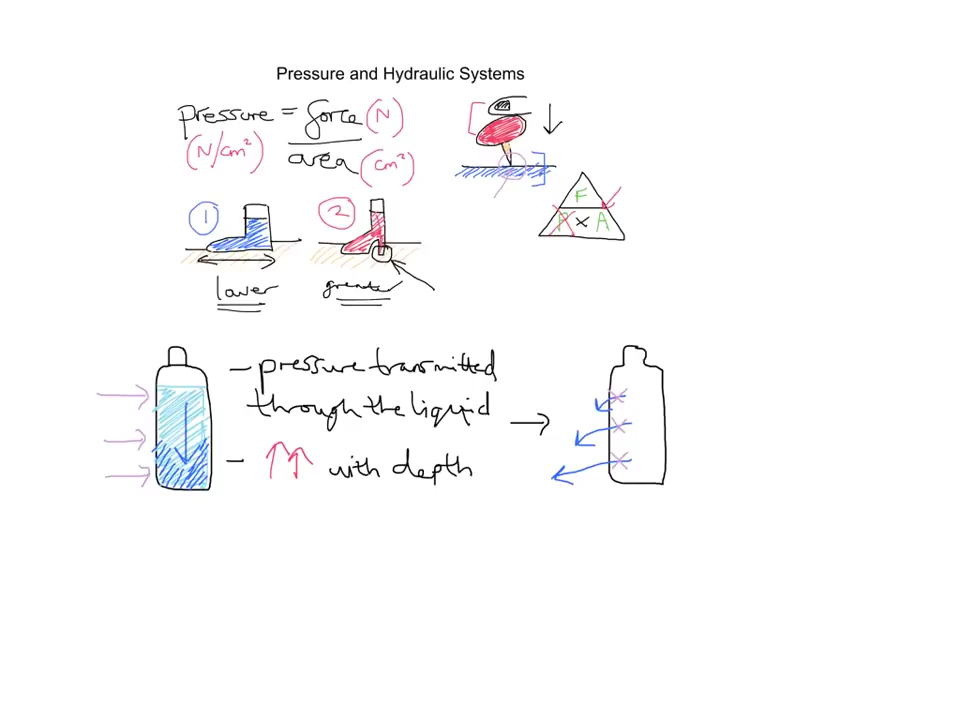 Pressure and Hydraulic Systems
pressure = force (N)
(N/cm²) area (cm²)
F
P × A
1 2
lower greater
- pressure transmitted
through the liquid
- ↑↑ with depth